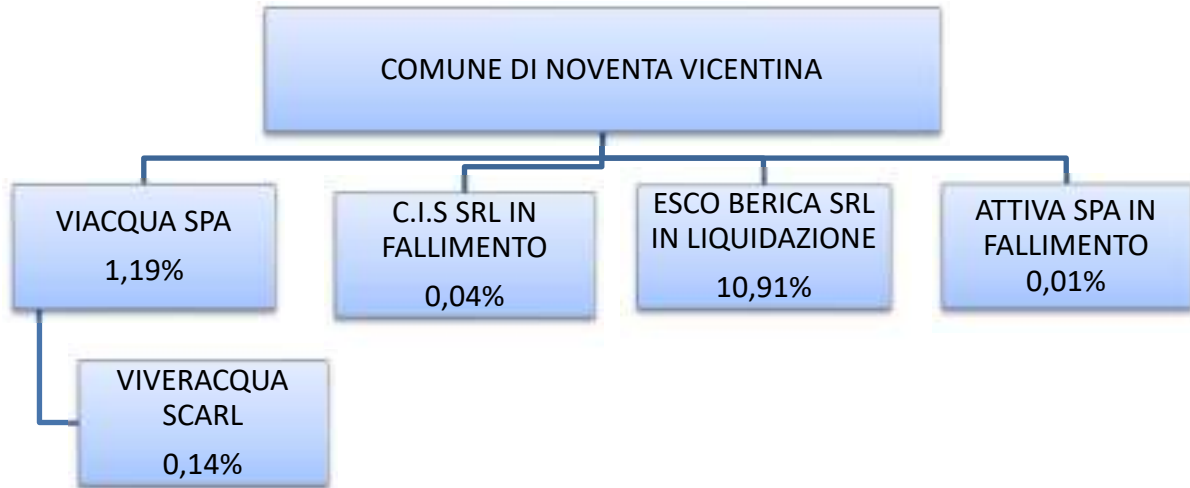 COMUNE DI NOVENTA VICENTINA
VIACQUA SPA
1,19%
C.I.S SRL IN
FALLIMENTO
0,04%
ESCO BERICA SRL
IN LIQUIDAZIONE
10,91%
ATTIVA SPA IN
FALLIMENTO
0,01%
VIVERACQUA
SCARL
0,14%